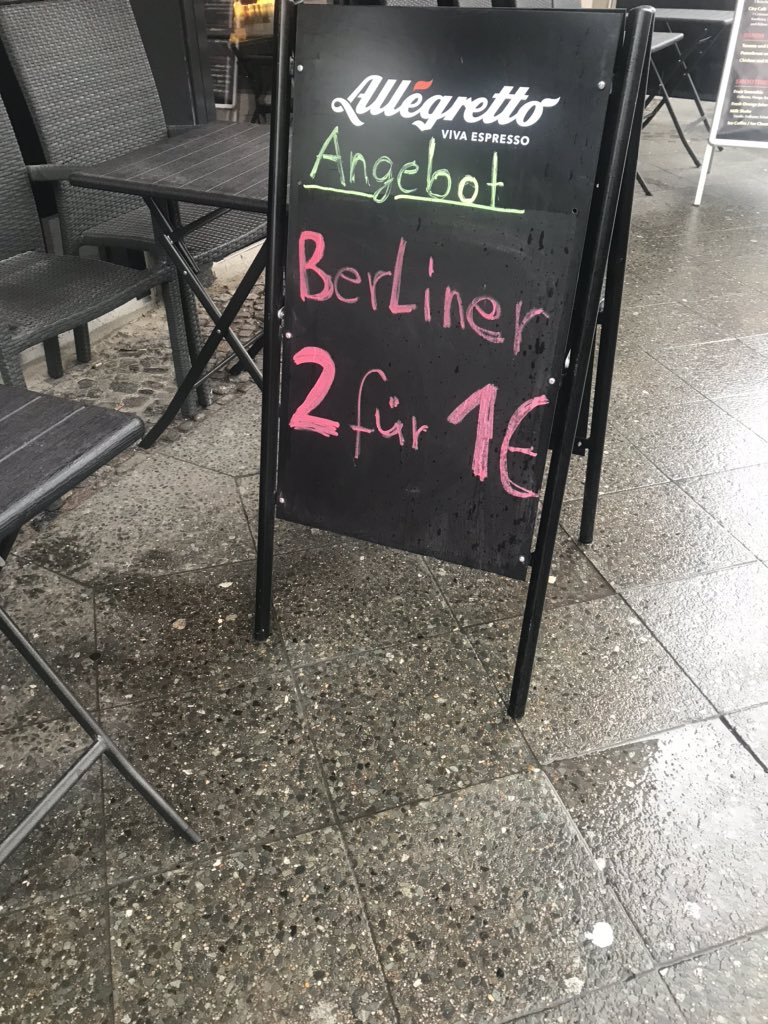 Allegretto
VIVA ESPRESSO
Angebot
BerLiner
2 für 1€